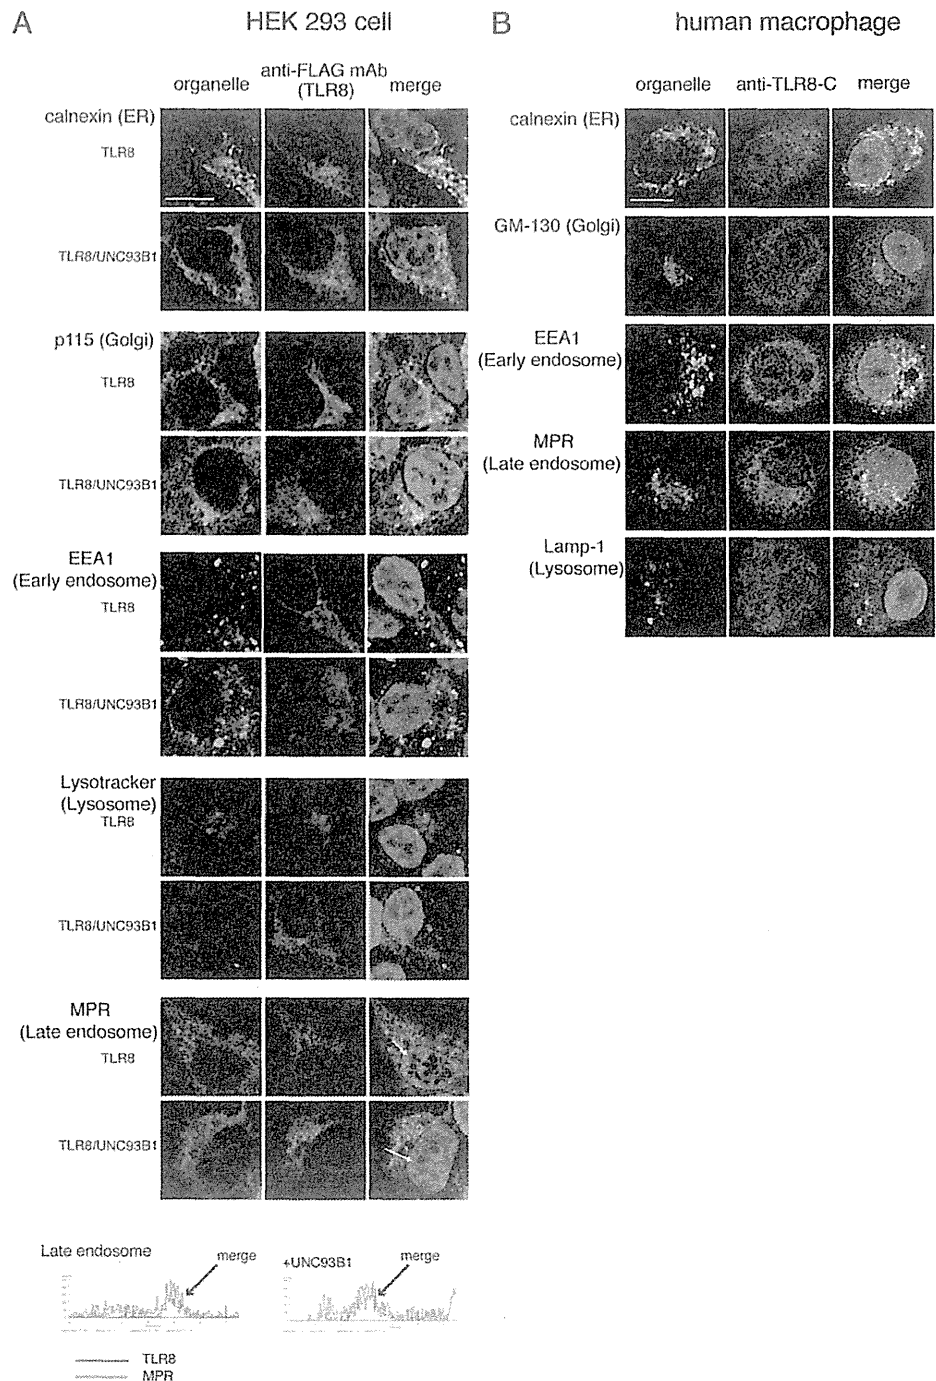 A
HEK 293 cell
organelle
anti-FLAG mAb
(TLR8)
merge
calnexin (ER)
TLR8
TLR8/UNC93B1
p115 (Golgi)
TLR8
TLR8/UNC93B1
EEA1
(Early endosome)
TLR8
TLR8/UNC93B1
Lysotracker
(Lysosome)
TLR8
TLR8/UNC93B1
MPR
(Late endosome)
TLR8
TLR8/UNC93B1
Late endosome
merge
+UNC93B1
merge
TLR8
MPR
B
human macrophage
organelle
anti-TLR8-C
merge
calnexin (ER)
GM-130 (Golgi)
EEA1
(Early endosome)
MPR
(Late endosome)
Lamp-1
(Lysosome)